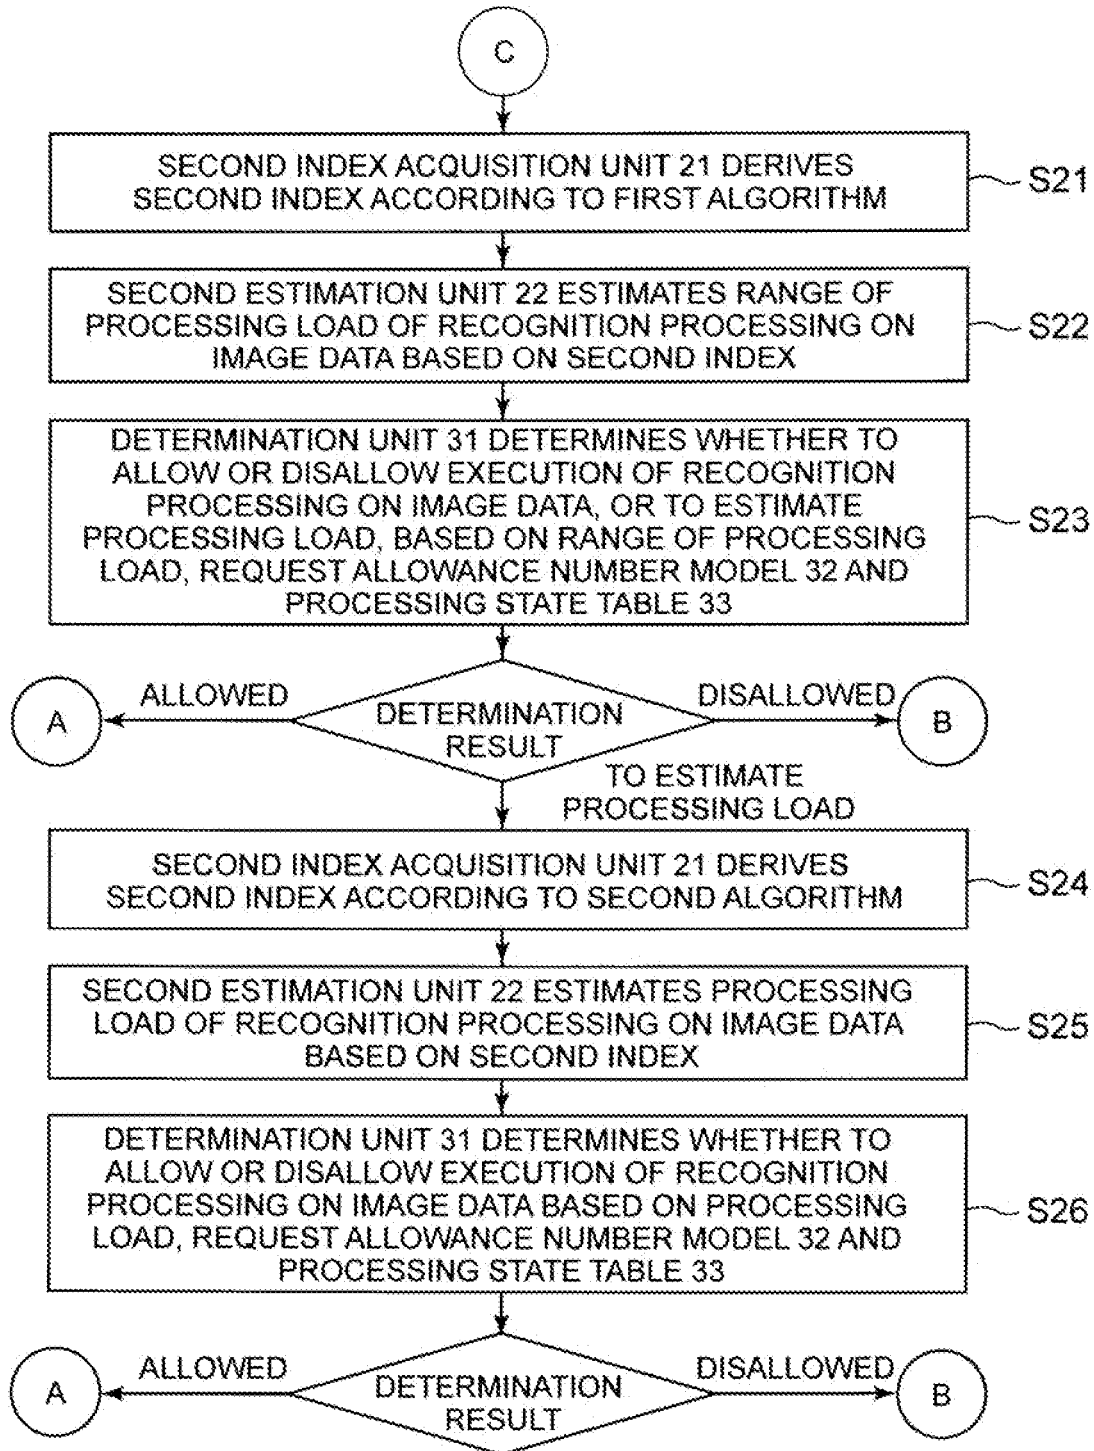 C
SECOND INDEX ACQUISITION UNIT 21 DERIVES
SECOND INDEX ACCORDING TO FIRST ALGORITHM
S21
SECOND ESTIMATION UNIT 22 ESTIMATES RANGE OF
PROCESSING LOAD OF RECOGNITION PROCESSING ON
IMAGE DATA BASED ON SECOND INDEX
S22
DETERMINATION UNIT 31 DETERMINES WHETHER TO
ALLOW OR DISALLOW EXECUTION OF RECOGNITION
PROCESSING ON IMAGE DATA, OR TO ESTIMATE
PROCESSING LOAD, BASED ON RANGE OF PROCESSING
LOAD, REQUEST ALLOWANCE NUMBER MODEL 32 AND
PROCESSING STATE TABLE 33
S23
A
ALLOWED
DETERMINATION
RESULT
DISALLOWED
B
TO ESTIMATE
PROCESSING LOAD
SECOND INDEX ACQUISITION UNIT 21 DERIVES
SECOND INDEX ACCORDING TO SECOND ALGORITHM
S24
SECOND ESTIMATION UNIT 22 ESTIMATES PROCESSING
LOAD OF RECOGNITION PROCESSING ON IMAGE DATA
BASED ON SECOND INDEX
S25
DETERMINATION UNIT 31 DETERMINES WHETHER TO
ALLOW OR DISALLOW EXECUTION OF RECOGNITION
PROCESSING ON IMAGE DATA BASED ON PROCESSING
LOAD, REQUEST ALLOWANCE NUMBER MODEL 32 AND
PROCESSING STATE TABLE 33
S26
A
ALLOWED
DETERMINATION
RESULT
DISALLOWED
B